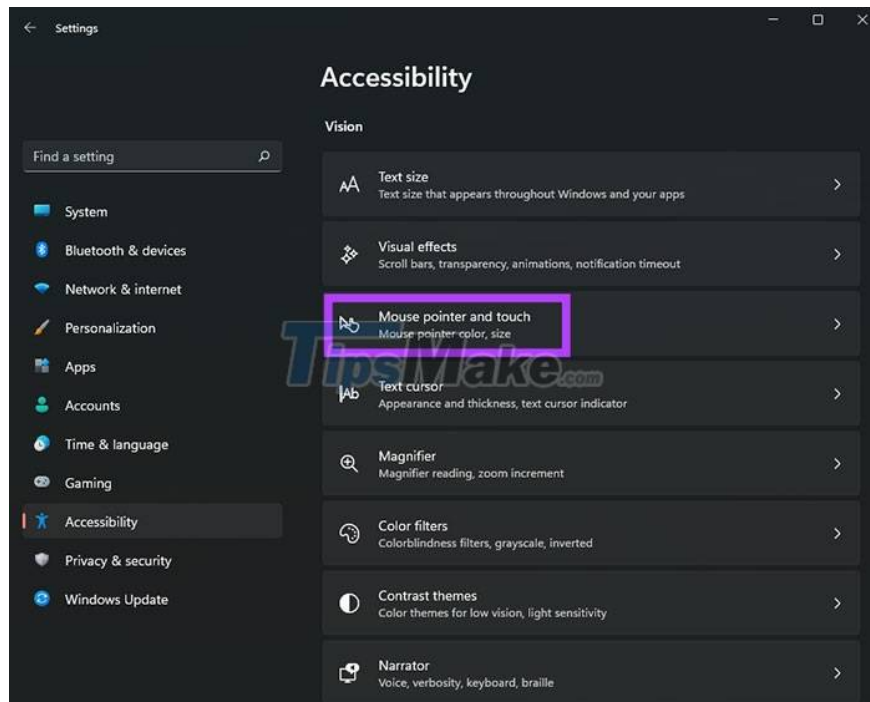 Settings
Accessibility
Vision
Find a setting
System
Bluetooth & devices
Network & internet
Personalization
Apps
Accounts
Time & language
Gaming
Accessibility
Privacy & security
Windows Update
AA Text size
Text size that appears throughout Windows and your apps
Visual effects
Scroll bars, transparency, animations, notification timeout
Mouse pointer and touch
Mouse pointer color, size
TipsMake.com
Ab Text cursor
Appearance and thickness, text cursor indicator
Magnifier
Magnifier reading, zoom increment
Color filters
Colorblindness filters, grayscale, inverted
Contrast themes
Color themes for low vision, light sensitivity
Narrator
Voice, verbosity, keyboard, braille